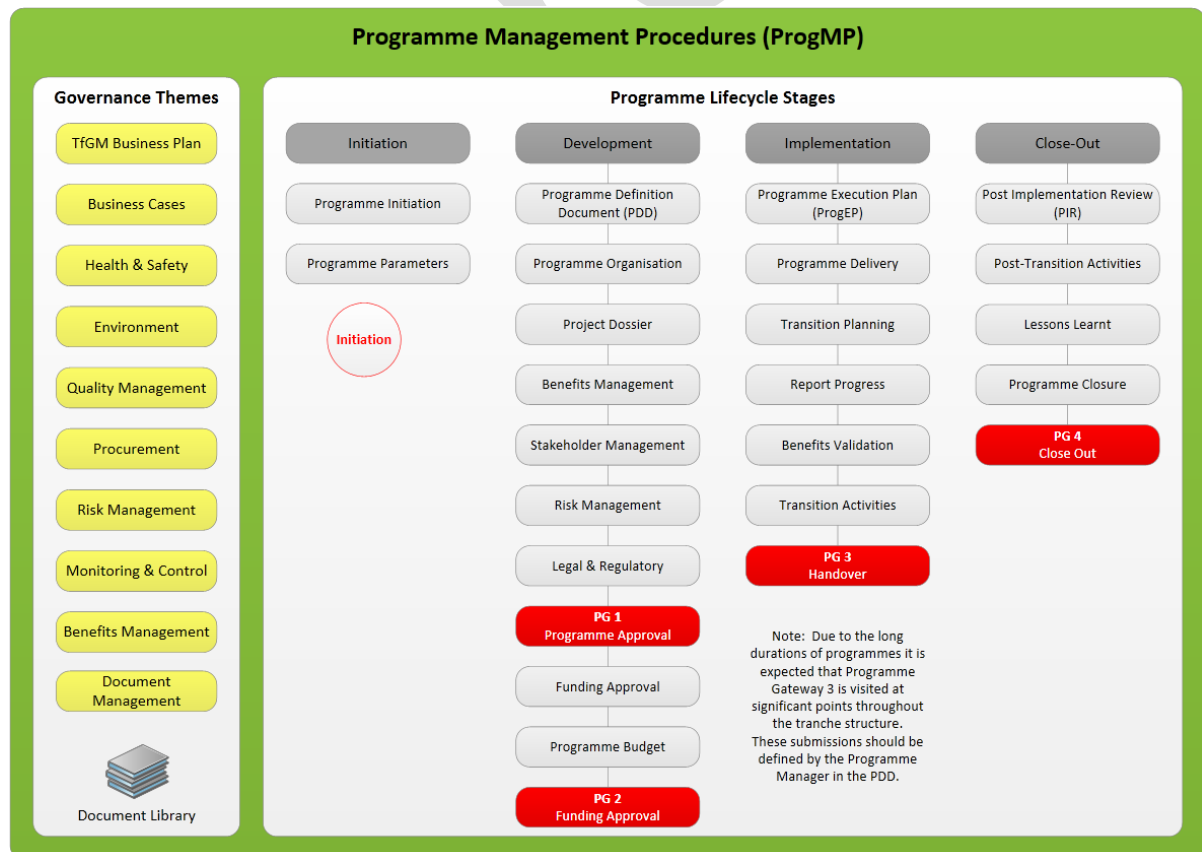 Programme Management Procedures (ProgMP)
Governance Themes
TfGM Business Plan
Business Cases
Health & Safety
Environment
Quality Management
Procurement
Risk Management
Monitoring & Control
Benefits Management
Document
Management
Document Library
Programme Lifecycle Stages
Initiation
Programme Initiation
Programme Parameters
Initiation
Development
Programme Definition
Document (PDD)
Programme Organisation
Project Dossier
Benefits Management
Stakeholder Management
Risk Management
Legal & Regulatory
PG 1
Programme Approval
Funding Approval
Programme Budget
PG 2
Funding Approval
Implementation
Programme Execution Plan
(ProgEP)
Programme Delivery
Transition Planning
Report Progress
Benefits Validation
Transition Activities
PG 3
Handover
Note: Due to the long
durations of programmes it is
expected that Programme
Gateway 3 is visited at
significant points throughout
the tranche structure.
These submissions should be
defined by the Programme
Manager in the PDD.
Close-Out
Post Implementation Review
(PIR)
Post-Transition Activities
Lessons Learnt
Programme Closure
PG 4
Close Out